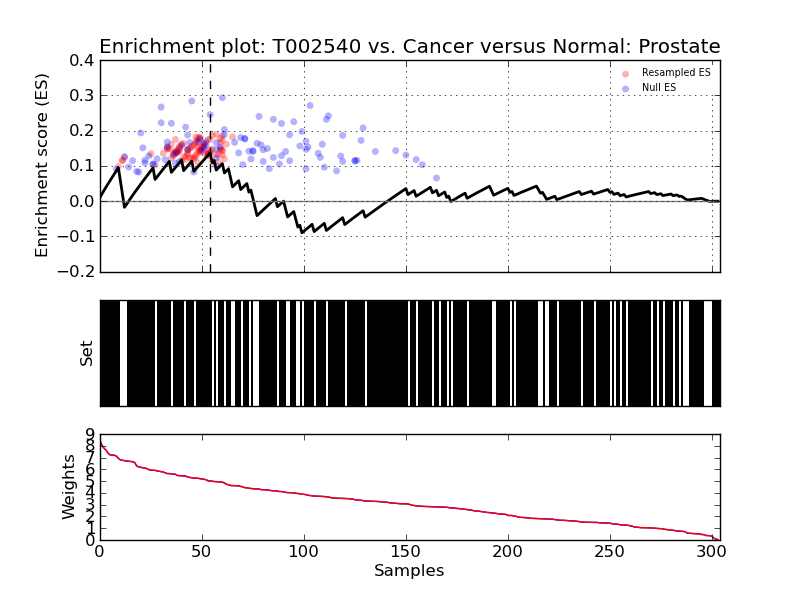 Enrichment plot: T002540 vs. Cancer versus Normal: Prostate
Enrichment score (ES)
0.4
0.3
0.2
0.1
0.0
−0.1
−0.2
Resampled ES
Null ES
Set
Weights
9
8
7
6
5
4
3
2
1
0
0 50 100 150 200 250 300
Samples